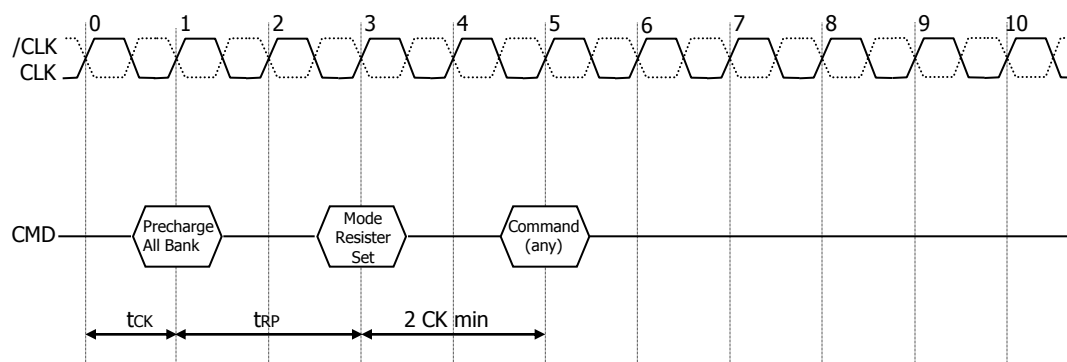 0 1 2 3 4 5 6 7 8 9 10
/CLK
CLK
CMD
Precharge
All Bank
Mode
Resister
Set
Command
(any)
tCK
tRP
2 CK min